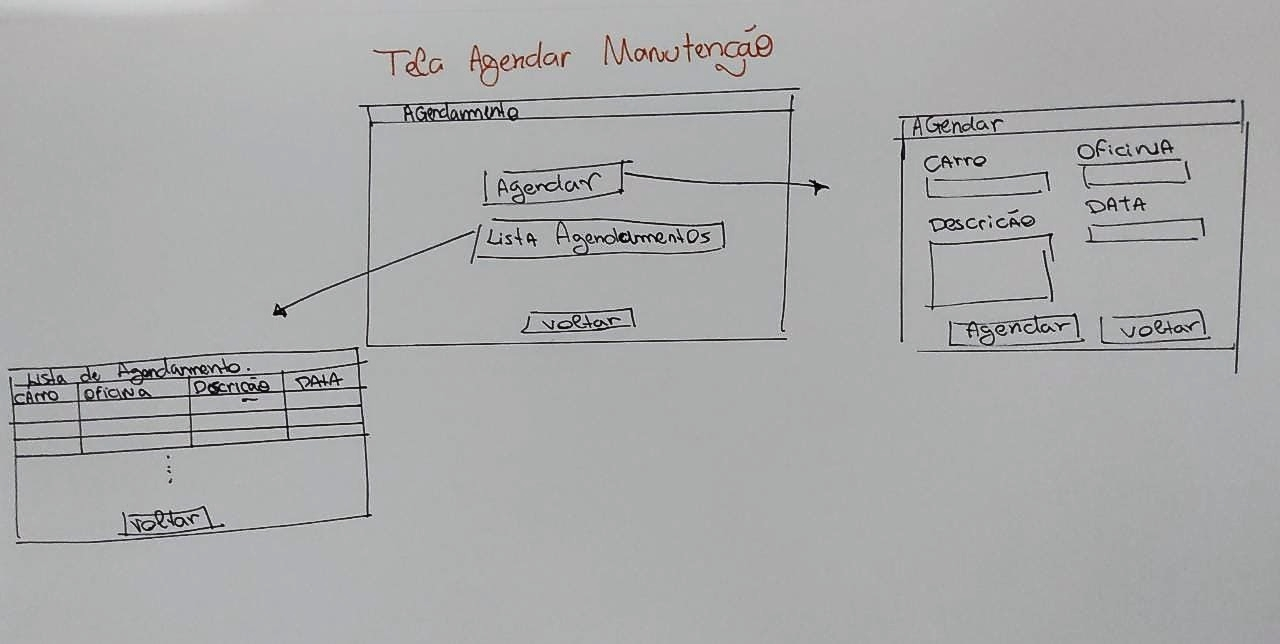 Tela Agendar Manutenção
Agendamento
Agendar
Lista Agendamentos
Voltar
Agendar
Carro
Oficina
Descrição
Data
Agendar
Voltar
Lista de Agendamento.
Carro Oficina Descrição Data
Voltar